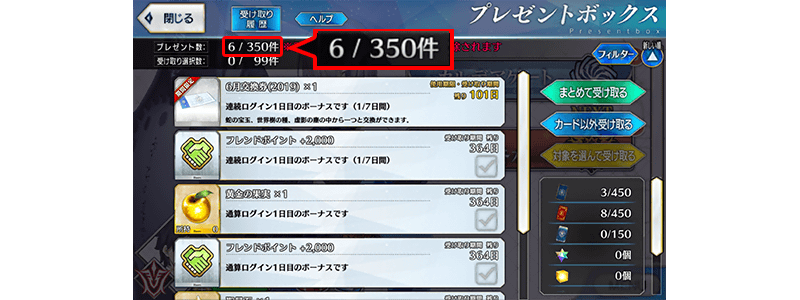 閉じる
受け取り
履歴
ヘルプ
プレゼントボックス
Presentbox
プレゼント数:
6 / 350件
6 / 350件
されます
受け取り選択数:
0 / 99件
フィルター
新しい順
6月交換券(2019) ×1
使用期間・受け取り期間
残り 101日
連続ログイン1日目のボーナスです (1/7日間)
蛇の宝玉、世界樹の種、虚影の塵の中から一つと交換ができます。
フレンドポイント +2,000
受け取り期間 残り
364日
連続ログイン1日目のボーナスです (1/7日間)
黄金の果実 ×1
受け取り期間 残り
364日
通算ログイン1日目のボーナスです
所持 0
フレンドポイント +2,000
受け取り期間 残り
364日
通算ログイン1日目のボーナスです
受け取り期間 残り
まとめて受け取る
カード以外受け取る
対象を選んで受け取る
3/450
8/450
0/150
0個
0個